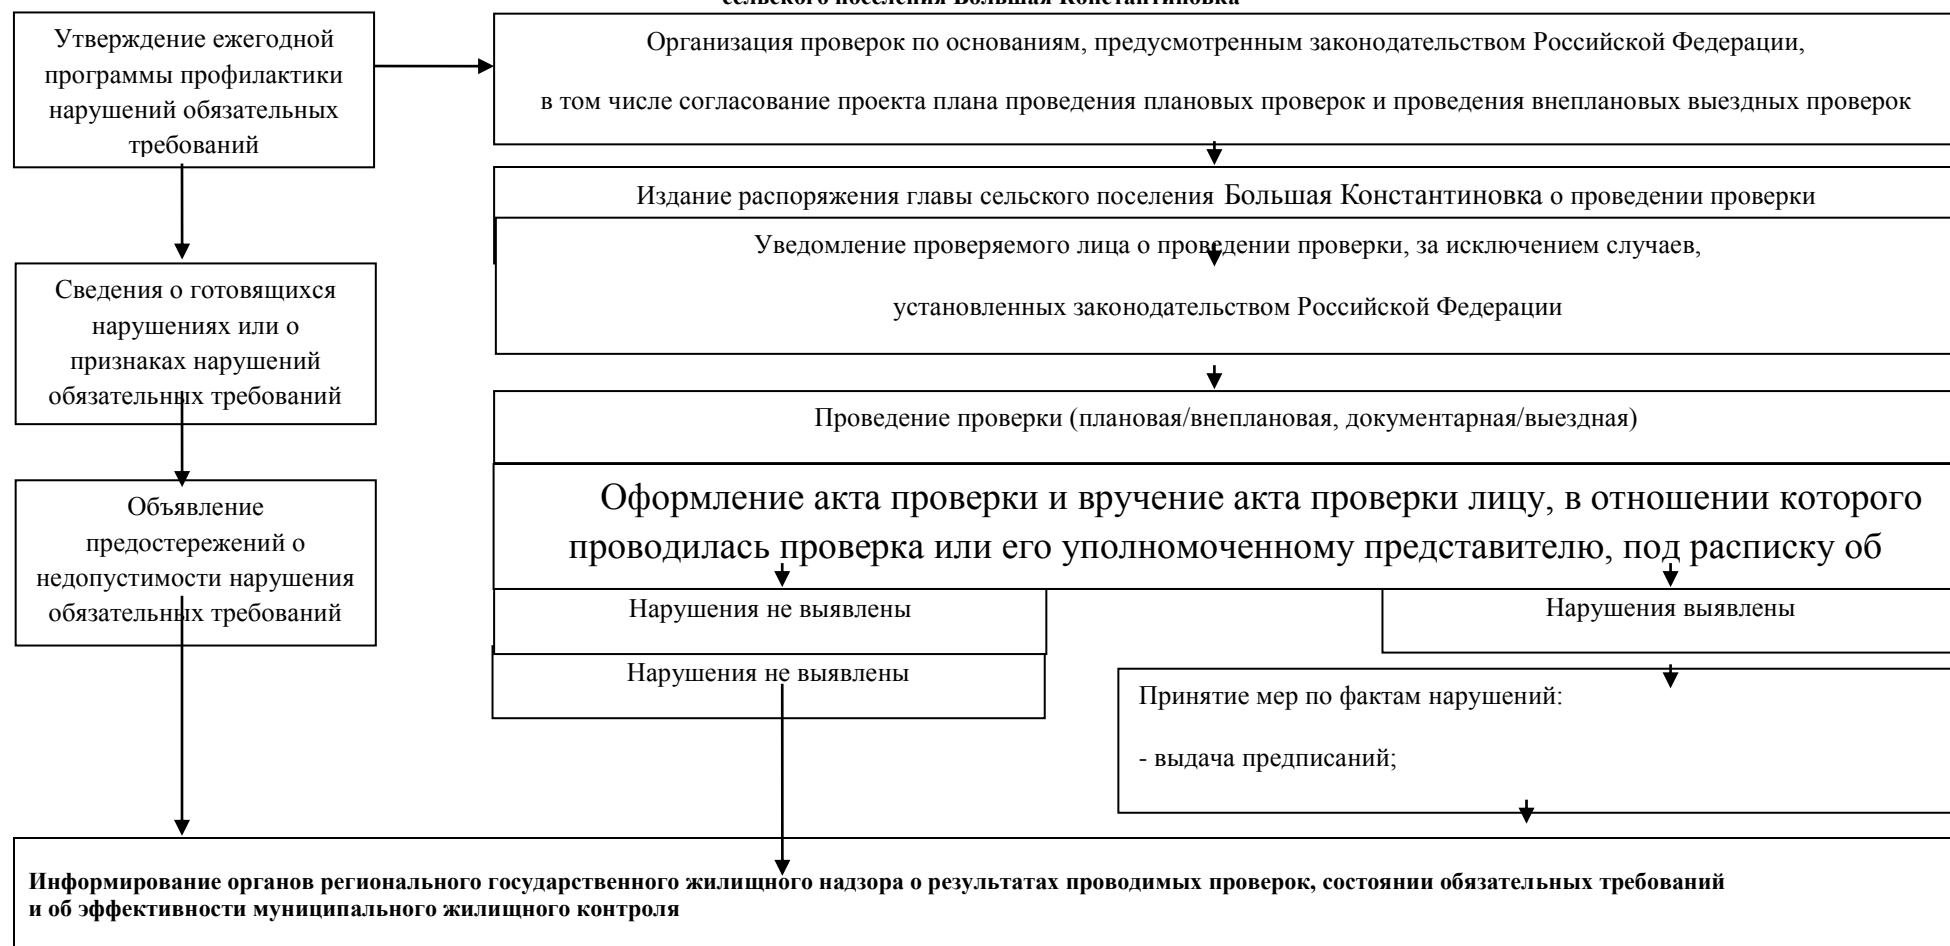 сельского поселения Большая Константиновка
Утверждение ежегодной
программы профилактики
нарушений обязательных
требований
Организация проверок по основаниям, предусмотренным законодательством Российской Федерации,
в том числе согласование проекта плана проведения плановых проверок и проведения внеплановых выездных проверок
Издание распоряжения главы сельского поселения Большая Константиновка о проведении проверки
Уведомление проверяемого лица о проведении проверки, за исключением случаев,
установленных законодательством Российской Федерации
Сведения о готовящихся
нарушениях или о
признаках нарушений
обязательных требований
Проведение проверки (плановая/внеплановая, документарная/выездная)
Оформление акта проверки и вручение акта проверки лицу, в отношении которого
проводилась проверка или его уполномоченному представителю, под расписку об
Объявление
предостережений о
недопустимости нарушения
обязательных требований
Нарушения не выявлены
Нарушения выявлены
Нарушения не выявлены
Принятие мер по фактам нарушений:
- выдача предписаний;
Информирование органов регионального государственного жилищного надзора о результатах проводимых проверок, состоянии обязательных требований
и об эффективности муниципального жилищного контроля